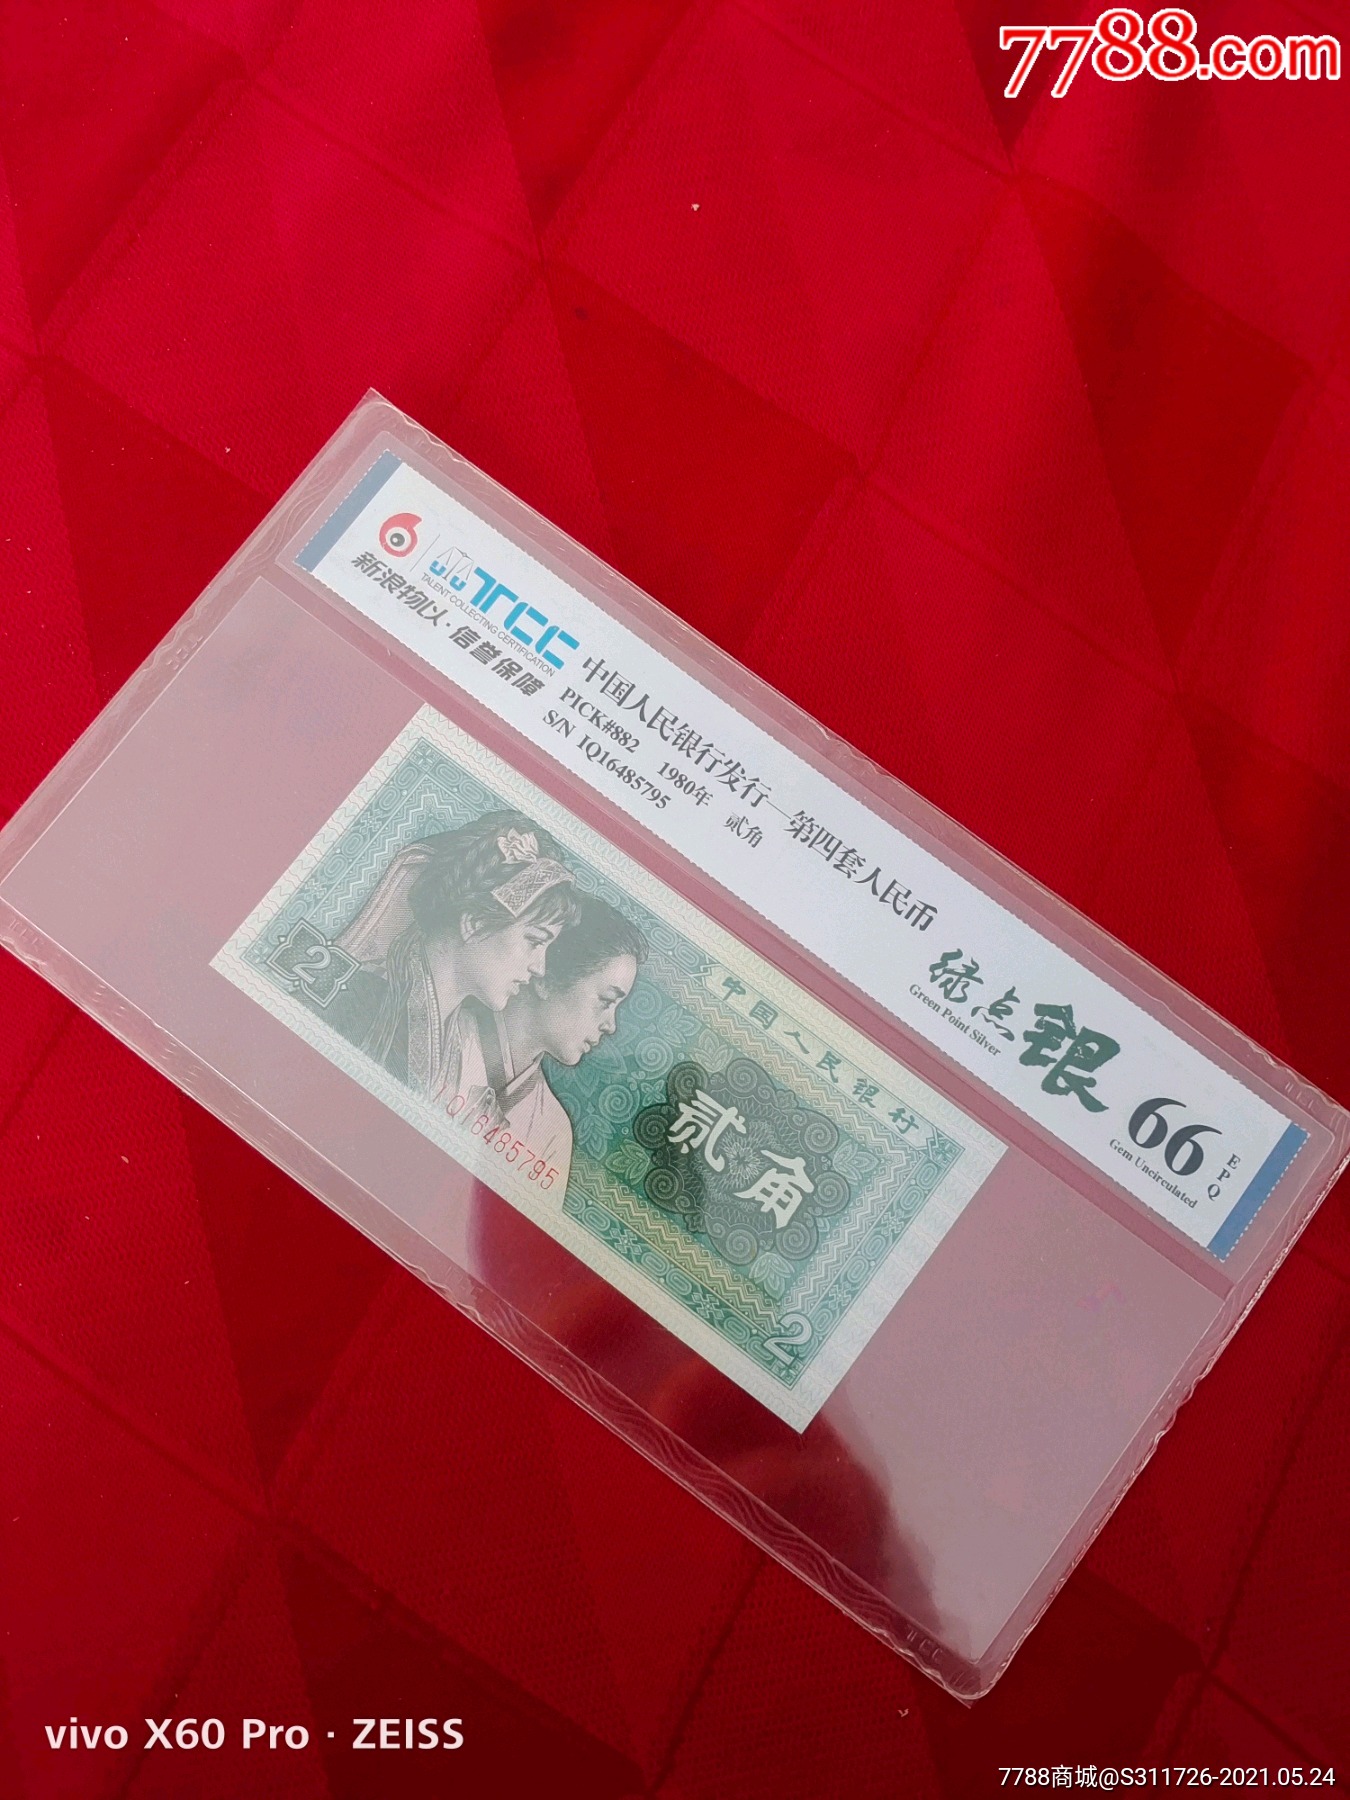 7788.com
TCC
TALENT COLLECTING CERTIFICATION
新浪物以·信誉保障
中国人民银行发行—第四套人民币
PICK#882 1980年 贰角
S/N IQ16485795
绿点银
Green Point Silver
66
EPQ
Gem Uncirculated
中国人民银行
贰角
2
IQ16485795
2
vivo X60 Pro · ZEISS
7788商城@S311726-2021.05.24